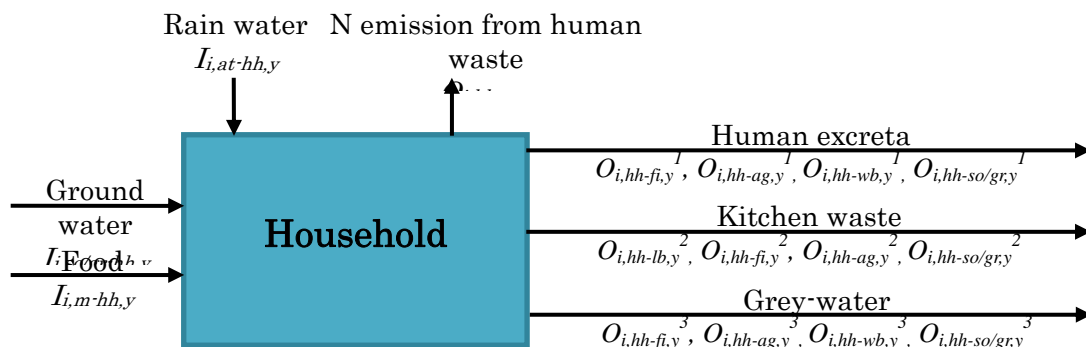 Rain water
I_{i,at-hh,y}
N emission from human
waste
Human excreta
O_{i,hh-fi,y}^1, O_{i,hh-ag,y}^1, O_{i,hh-wb,y}^1, O_{i,hh-so/gr,y}^1
Ground
water
Household
Kitchen waste
O_{i,hh-lb,y}^2, O_{i,hh-fi,y}^2, O_{i,hh-ag,y}^2, O_{i,hh-so/gr,y}^2
Food
I_{i,m-hh,y}
Grey-water
O_{i,hh-fi,y}^3, O_{i,hh-ag,y}^3, O_{i,hh-wb,y}^3, O_{i,hh-so/gr,y}^3